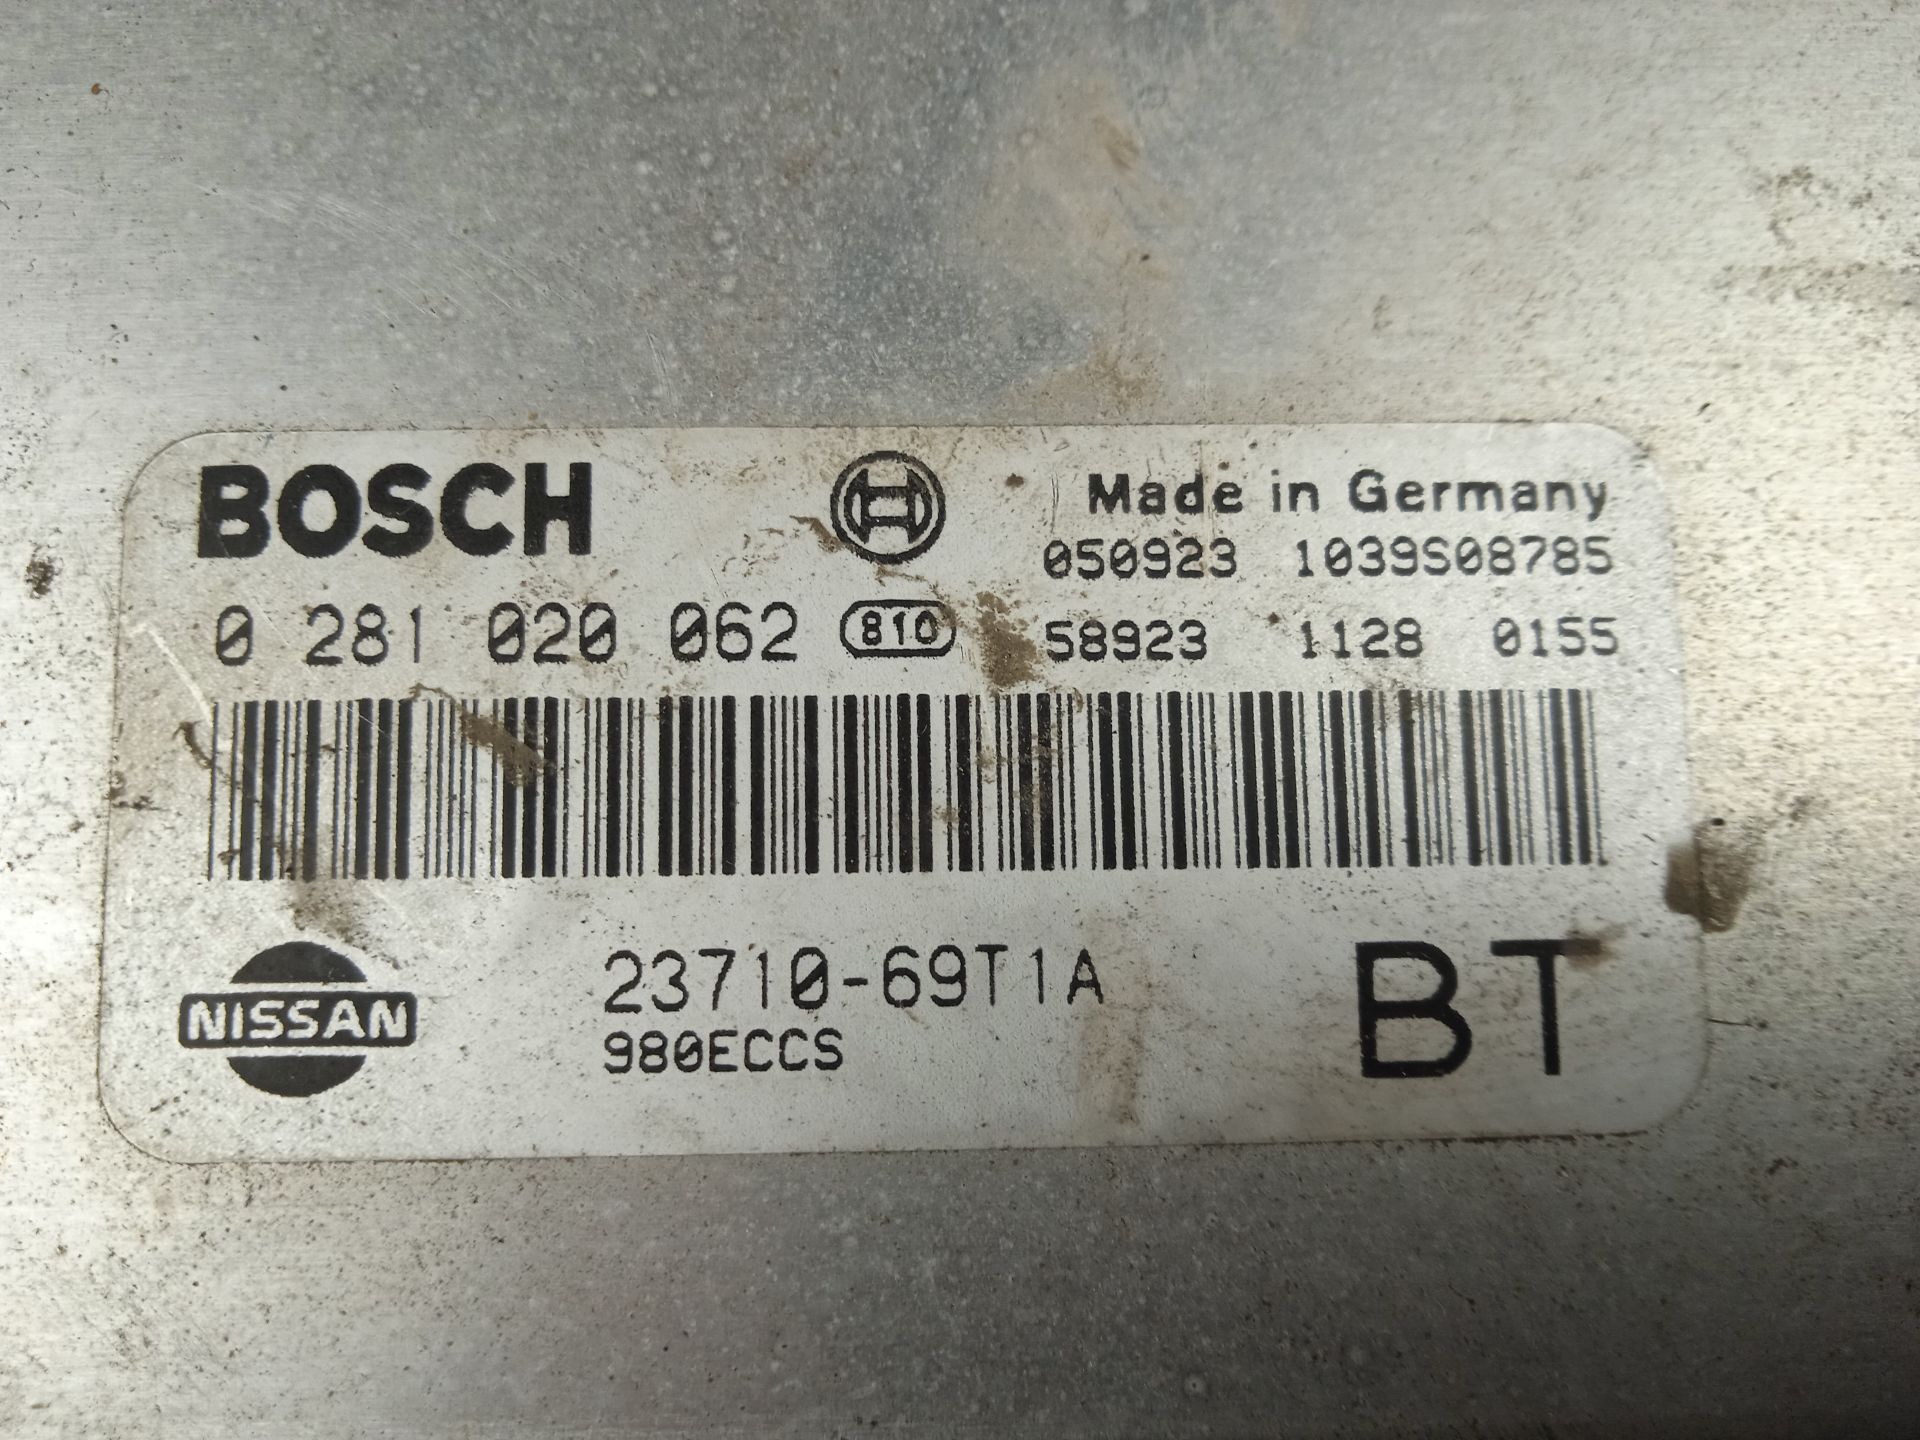 BOSCH
Made in Germany
050923 1039S08785
0 281 020 062 810 58923 1128 0155
NISSAN
23710-69T1A
980ECCS
BT